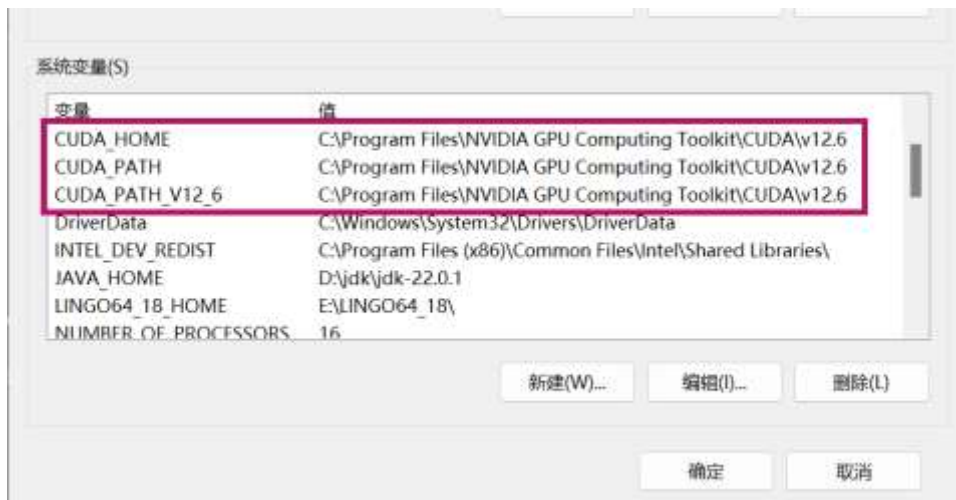 系统变量(S)
变量 值
CUDA_HOME C:\Program Files\NVIDIA GPU Computing Toolkit\CUDA\v12.6
CUDA_PATH C:\Program Files\NVIDIA GPU Computing Toolkit\CUDA\v12.6
CUDA_PATH_V12_6 C:\Program Files\NVIDIA GPU Computing Toolkit\CUDA\v12.6
DriverData C:\Windows\System32\Drivers\DriverData
INTEL_DEV_REDIST C:\Program Files (x86)\Common Files\Intel\Shared Libraries\
JAVA_HOME D:\jdk\jdk-22.0.1
LINGO64_18_HOME E:\LINGO64_18\
NUMBER_OF_PROCESSORS 16
新建(W)... 编辑(I)... 删除(L)
确定 取消